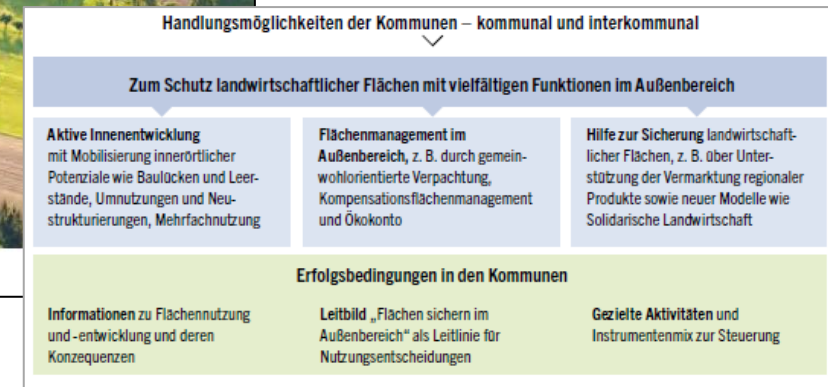 Handlungsmöglichkeiten der Kommunen – kommunal und interkommunal
Zum Schutz landwirtschaftlicher Flächen mit vielfältigen Funktionen im Außenbereich
Aktive Innenentwicklung
mit Mobilisierung innerörtlicher
Potenziale wie Baulücken und Leer-
stände, Umnutzungen und Neu-
strukturierungen, Mehrfachnutzung
Flächenmanagement im
Außenbereich, z. B. durch gemein-
wohlorientierte Verpachtung,
Kompensationsflächenmanagement
und Ökokonto
Hilfe zur Sicherung landwirtschaft-
licher Flächen, z. B. über Unter-
stützung der Vermarktung regionaler
Produkte sowie neuer Modelle wie
Solidarische Landwirtschaft
Erfolgsbedingungen in den Kommunen
Informationen zu Flächennutzung
und -entwicklung und deren
Konsequenzen
Leitbild „Flächen sichern im
Außenbereich“ als Leitlinie für
Nutzungsentscheidungen
Gezielte Aktivitäten und
Instrumentenmix zur Steuerung